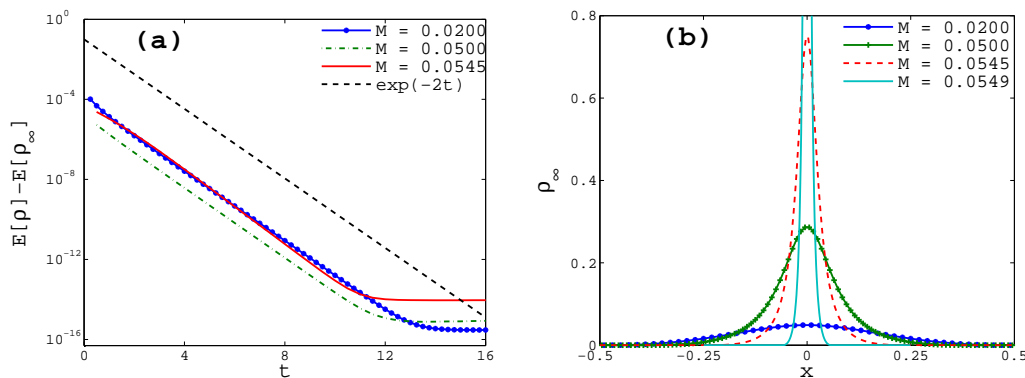 (a)
M = 0.0200
M = 0.0500
M = 0.0545
exp(−2t)
10^0
10^−4
10^−8
10^−12
10^−16
E[ρ]−E[ρ_∞]
0 4 8 12 16
t
(b)
M = 0.0200
M = 0.0500
M = 0.0545
M = 0.0549
0.8
0.6
0.4
0.2
0
ρ_∞
−0.5 −0.25 0 0.25 0.5
x